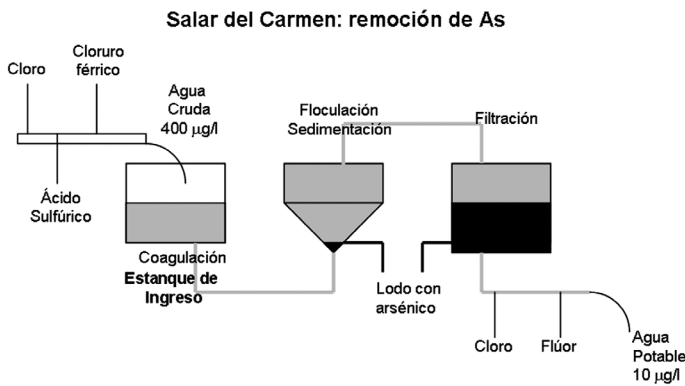 Salar del Carmen: remoción de As
Cloro
Cloruro
férrico
Agua
Cruda
400 µg/l
Ácido
Sulfúrico
Coagulación
Estanque de
Ingreso
Floculación
Sedimentación
Filtración
Lodo con
arsénico
Cloro
Flúor
Agua
Potable
10 µg/l